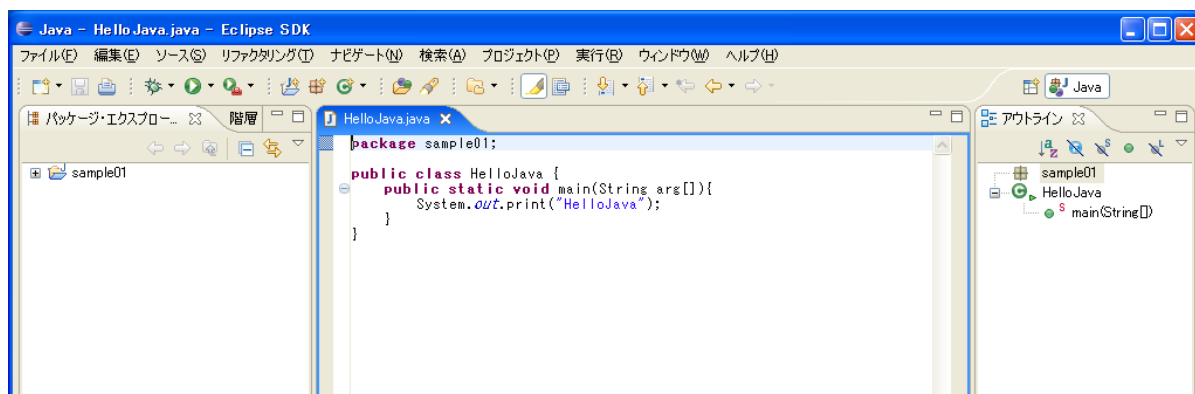 Java - HelloJava.java - Eclipse SDK
ファイル(F) 編集(E) ソース(S) リファクタリング(T) ナビゲート(N) 検索(A) プロジェクト(P) 実行(R) ウィンドウ(W) ヘルプ(H)
Java
パッケージ・エクスプロー... 階層
sample01
HelloJava.java
package sample01;
public class HelloJava {
public static void main(String arg[]){
System.out.print("HelloJava");
}
}
アウトライン
sample01
HelloJava
main(String[])